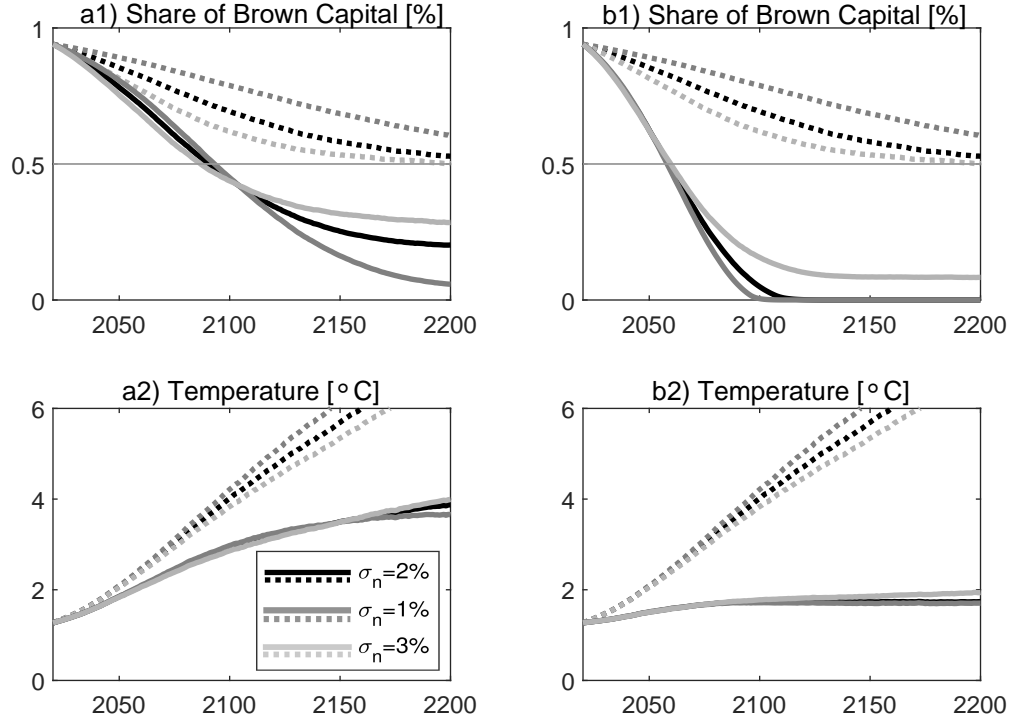 a1) Share of Brown Capital [%]
1
0.5
0
2050 2100 2150 2200
b1) Share of Brown Capital [%]
1
0.5
0
2050 2100 2150 2200
a2) Temperature [°C]
6
4
2
0
σn=2%
σn=1%
σn=3%
2050 2100 2150 2200
b2) Temperature [°C]
6
4
2
0
2050 2100 2150 2200